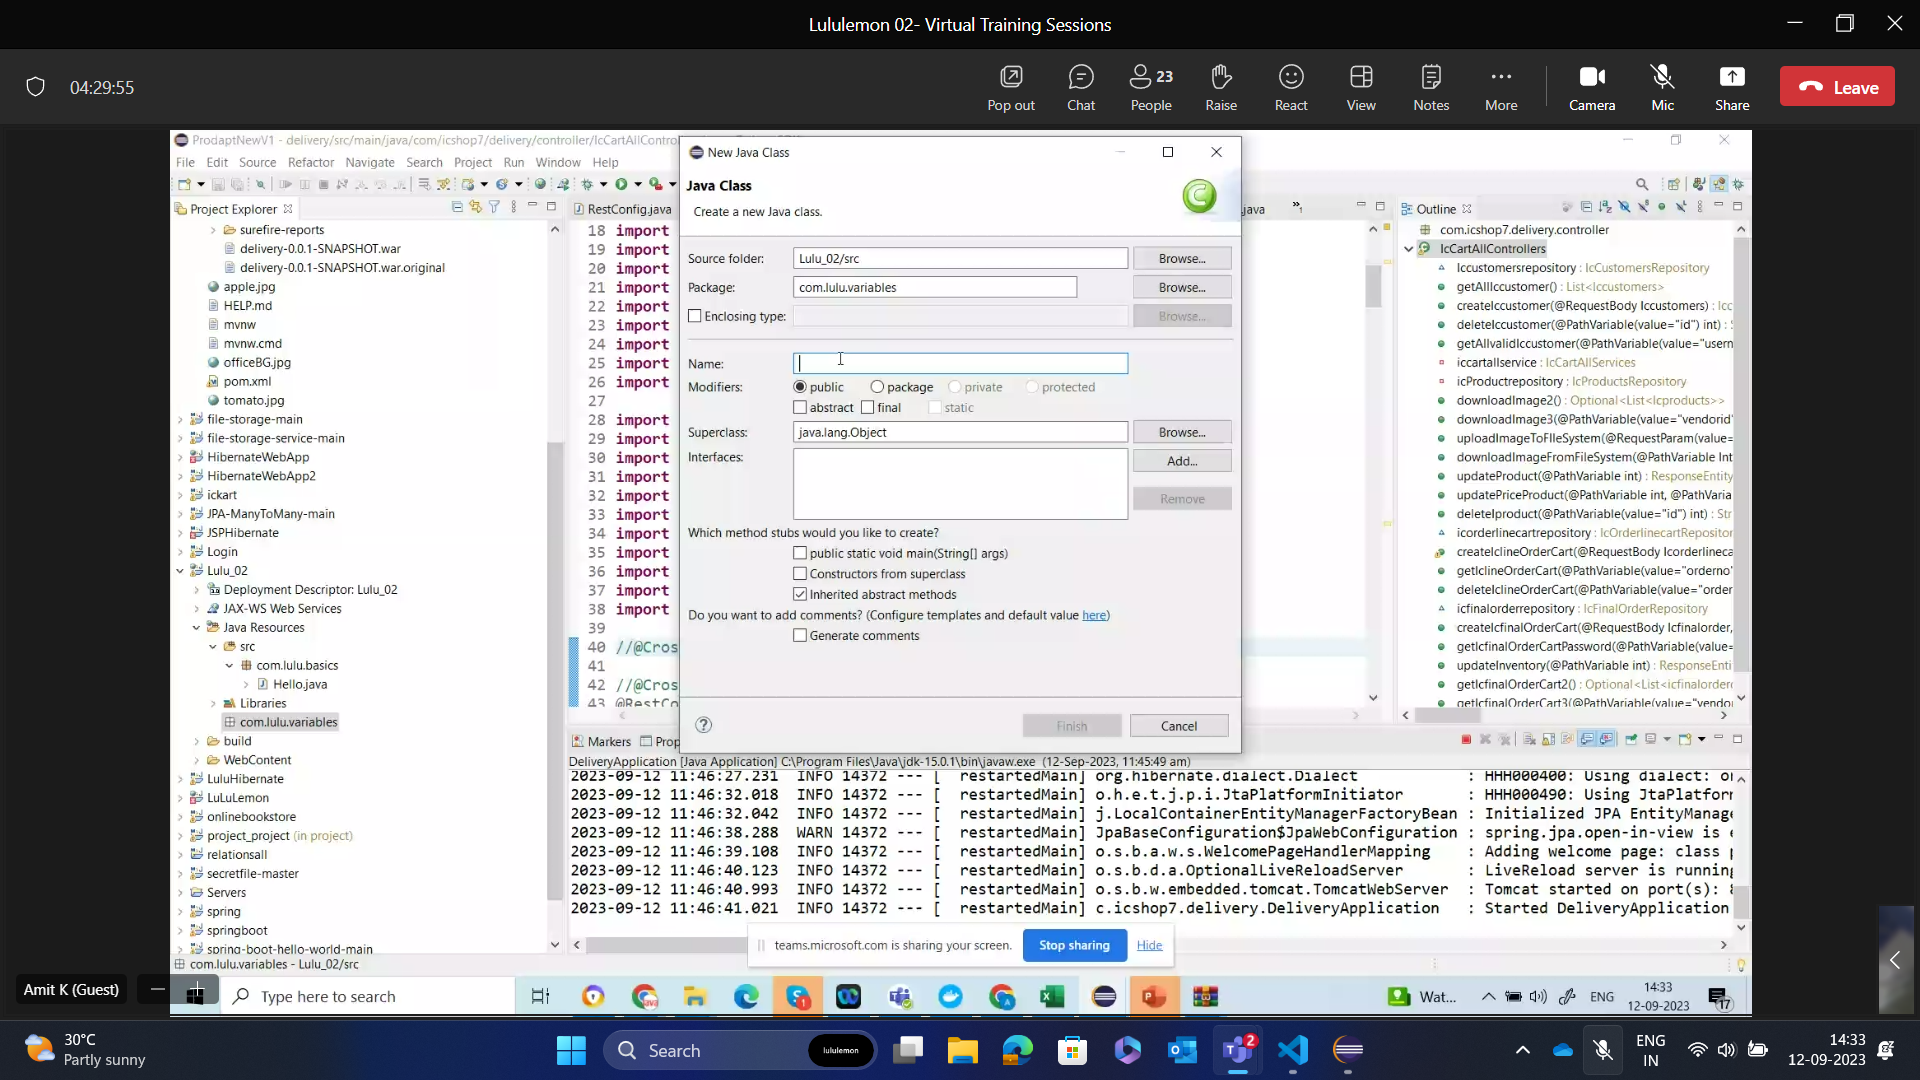 Lululemon 02- Virtual Training Sessions
04:29:55
Pop out
Chat
People 23
Raise
React
View
Notes
More
Camera
Mic
Share
Leave
ProdaptNewV1 - delivery/src/main/java/com/icshop7/delivery/controller/IcCartAllContro
File Edit Source Refactor Navigate Search Project Run Window Help
Project Explorer
surefire-reports
delivery-0.0.1-SNAPSHOT.war
delivery-0.0.1-SNAPSHOT.war.original
apple.jpg
HELP.md
mvnw
mvnw.cmd
officeBG.jpg
pom.xml
tomato.jpg
file-storage-main
file-storage-service-main
HibernateWebApp
HibernateWebApp2
ickart
JPA-ManyToMany-main
JSPHibernate
Login
Lulu_02
Deployment Descriptor: Lulu_02
JAX-WS Web Services
Java Resources
src
com.lulu.basics
Hello.java
Libraries
com.lulu.variables
build
WebContent
LuluHibernate
LuLuLemon
onlinebookstore
project_project (in project)
relationsall
secretfile-master
Servers
spring
springboot
spring-boot-hello-world-main
com.lulu.variables - Lulu_02/src
RestConfig.java
java
18 import
19 import
20 import
21 import
22 import
23 import
24 import
25 import
26 import
27
28 import
29 import
30 import
31 import
32 import
33 import
34 import
35 import
36 import
37 import
38 import
39
40 //@Cros
41
42 //@Cros
43 @RestCo
New Java Class
Java Class
Create a new Java class.
Source folder: Lulu_02/src Browse...
Package: com.lulu.variables Browse...
Enclosing type: Browse...
Name:
Modifiers: public package private protected
abstract final static
Superclass: java.lang.Object Browse...
Interfaces: Add...
Remove
Which method stubs would you like to create?
public static void main(String[] args)
Constructors from superclass
Inherited abstract methods
Do you want to add comments? (Configure templates and default value here)
Generate comments
Finish Cancel
Outline
com.icshop7.delivery.controller
IcCartAllControllers
Iccustomersrepository : IcCustomersRepository
getAllIccustomer() : List<Iccustomers>
createIccustomer(@RequestBody Iccustomers) : Icc
deleteIccustomer(@PathVariable(value="id") int) : S
getAllvalidIccustomer(@PathVariable(value="usern
iccartallservice : IcCartAllServices
icProductrepository : IcProductsRepository
downloadImage2() : Optional<List<Icproducts>>
downloadImage3(@PathVariable(value="vendorid
uploadImageToFIleSystem(@RequestParam(value=
downloadImageFromFileSystem(@PathVariable Int
updateProduct(@PathVariable int) : ResponseEntity
updatePriceProduct(@PathVariable int, @PathVaria
deleteIproduct(@PathVariable(value="id") int) : Str
icorderlinecartrepository : IcOrderlinecartRepositor
createIclineOrderCart(@RequestBody Icorderlineca
getIclineOrderCart(@PathVariable(value="orderno"
deleteIclineOrderCart(@PathVariable(value="order
icfinalorderrepository : IcFinalOrderRepository
createIcfinalOrderCart(@RequestBody Icfinalorder,
getIcfinalOrderCartPassword(@PathVariable(value=
updateInventory(@PathVariable int) : ResponseEnti
getIcfinalOrderCart2() : Optional<List<icfinalorder
getIcfinalOrderCart3(@PathVariable(value="vendo
Markers Prop
DeliveryApplication [Java Application] C:\Program Files\Java\jdk-15.0.1\bin\javaw.exe (12-Sep-2023, 11:45:49 am)
2023-09-12 11:46:27.231 INFO 14372 --- [ restartedMain] org.hibernate.dialect.Dialect : HHH000400: Using dialect: o
2023-09-12 11:46:32.018 INFO 14372 --- [ restartedMain] o.h.e.t.j.p.i.JtaPlatformInitiator : HHH000490: Using JtaPlatfor
2023-09-12 11:46:32.042 INFO 14372 --- [ restartedMain] j.LocalContainerEntityManagerFactoryBean : Initialized JPA EntityManage
2023-09-12 11:46:38.288 WARN 14372 --- [ restartedMain] JpaBaseConfiguration$JpaWebConfiguration : spring.jpa.open-in-view is e
2023-09-12 11:46:39.108 INFO 14372 --- [ restartedMain] o.s.b.a.w.s.WelcomePageHandlerMapping : Adding welcome page: class p
2023-09-12 11:46:40.123 INFO 14372 --- [ restartedMain] o.s.b.d.a.OptionalLiveReloadServer : LiveReload server is running
2023-09-12 11:46:40.993 INFO 14372 --- [ restartedMain] o.s.b.w.embedded.tomcat.TomcatWebServer : Tomcat started on port(s): 8
2023-09-12 11:46:41.021 INFO 14372 --- [ restartedMain] c.icshop7.delivery.DeliveryApplication : Started DeliveryApplication
teams.microsoft.com is sharing your screen. Stop sharing Hide
Amit K (Guest)
Type here to search
Wat...
ENG
14:33
12-09-2023
17
30°C
Partly sunny
Search
lululemon
2
ENG
IN
14:33
12-09-2023